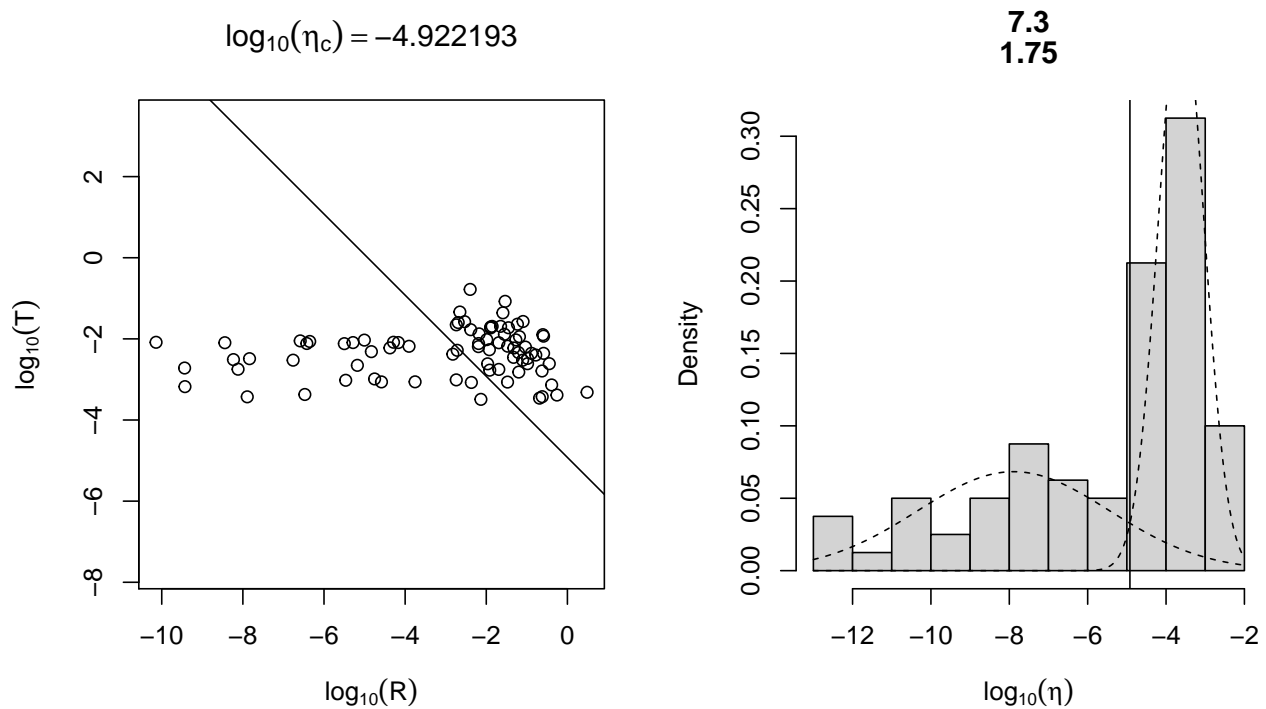 log₁₀(η_c) = −4.922193
2
0
−2
−4
−6
−8
log₁₀(T)
−10 −8 −6 −4 −2 0
log₁₀(R)
7.3
1.75
0.30
0.25
0.20
0.15
0.10
0.05
0.00
Density
−12 −10 −8 −6 −4 −2
log₁₀(η)